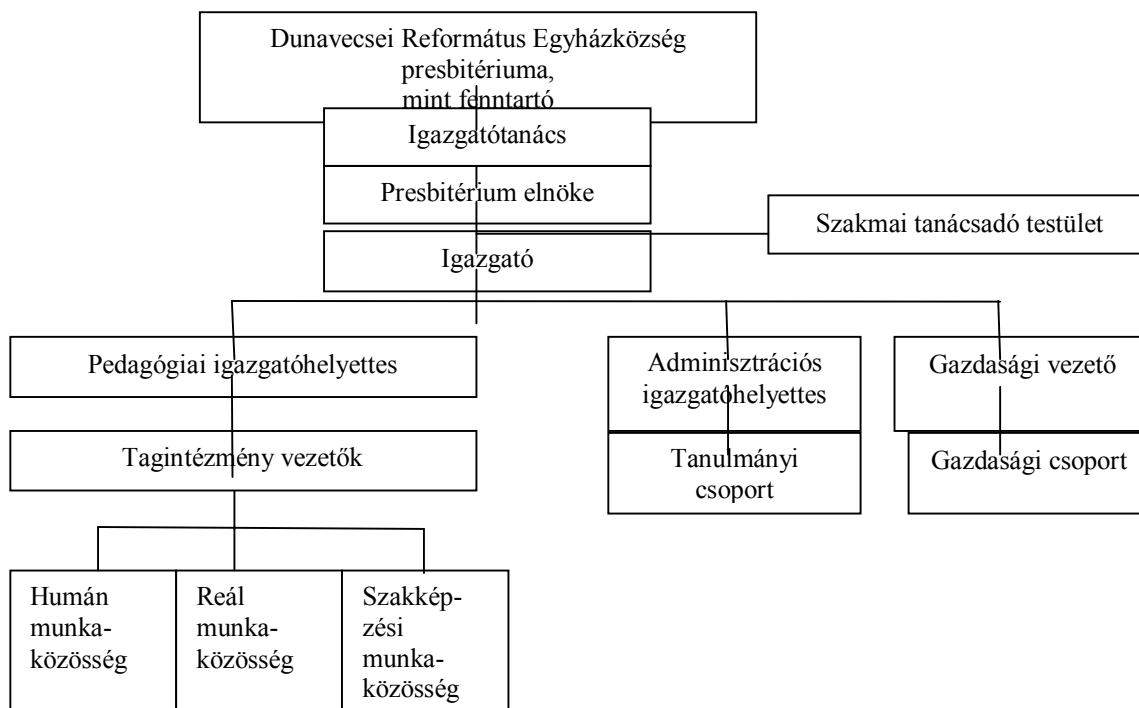 Dunavecsei Református Egyházközség
presbitériuma,
mint fenntartó
Igazgatótanács
Presbitérium elnöke
Szakmai tanácsadó testület
Igazgató
Pedagógiai igazgatóhelyettes
Adminisztrációs
igazgatóhelyettes
Gazdasági vezető
Tagintézmény vezetők
Tanulmányi
csoport
Gazdasági csoport
Humán
munka-
közösség
Reál
munka-
közösség
Szakkép-
zési
munka-
közösség